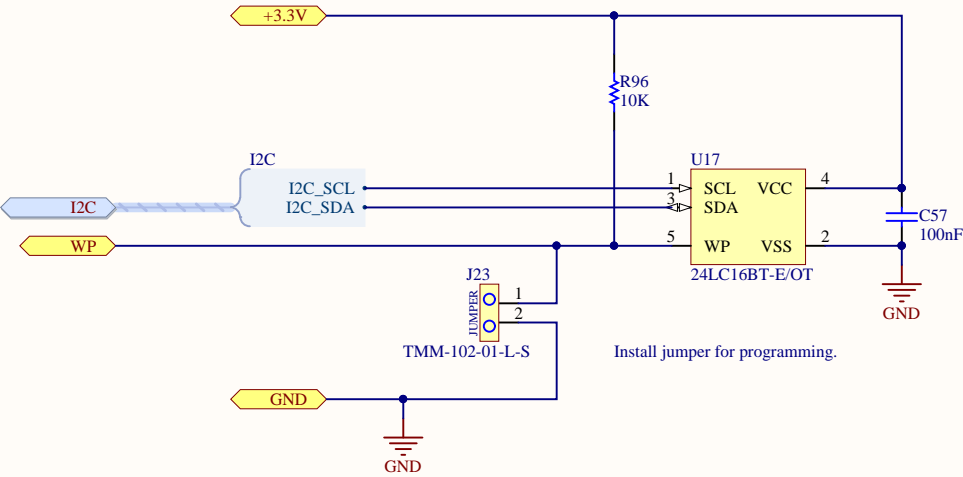 +3.3V
R96
10K
I2C
U17
I2C_SCL
1
SCL
VCC
4
I2C
I2C_SDA
3
SDA
C57
100nF
WP
5
WP
VSS
2
24LC16BT-E/OT
J23
JUMPER
1
2
GND
TMM-102-01-L-S
Install jumper for programming.
GND
GND